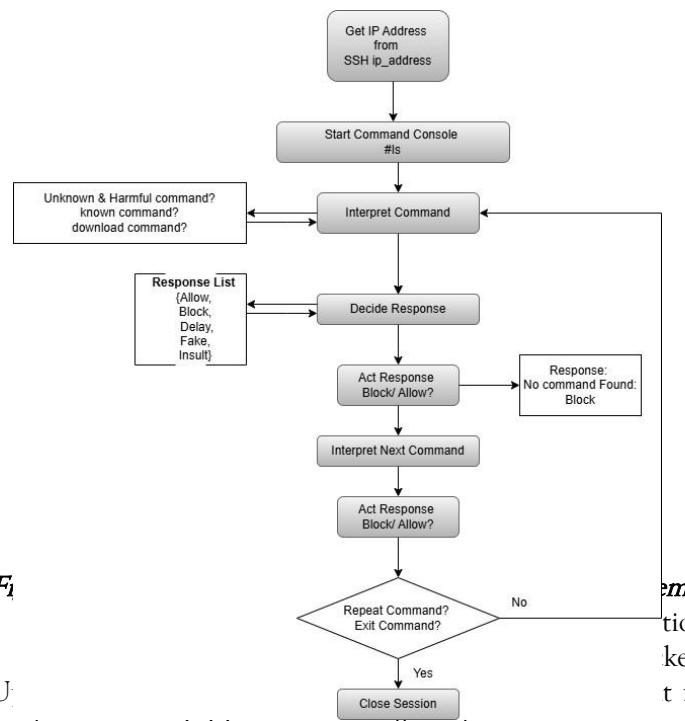 Get IP Address
from
SSH ip_address
Start Command Console
#ls
Unknown & Harmful command?
known command?
download command?
Interpret Command
Response List
{Allow,
Block,
Delay,
Fake,
Insult}
Decide Response
Act Response
Block/ Allow?
Response:
No command Found:
Block
Interpret Next Command
Act Response
Block/ Allow?
Repeat Command?
Exit Command?
No
Yes
Close Session